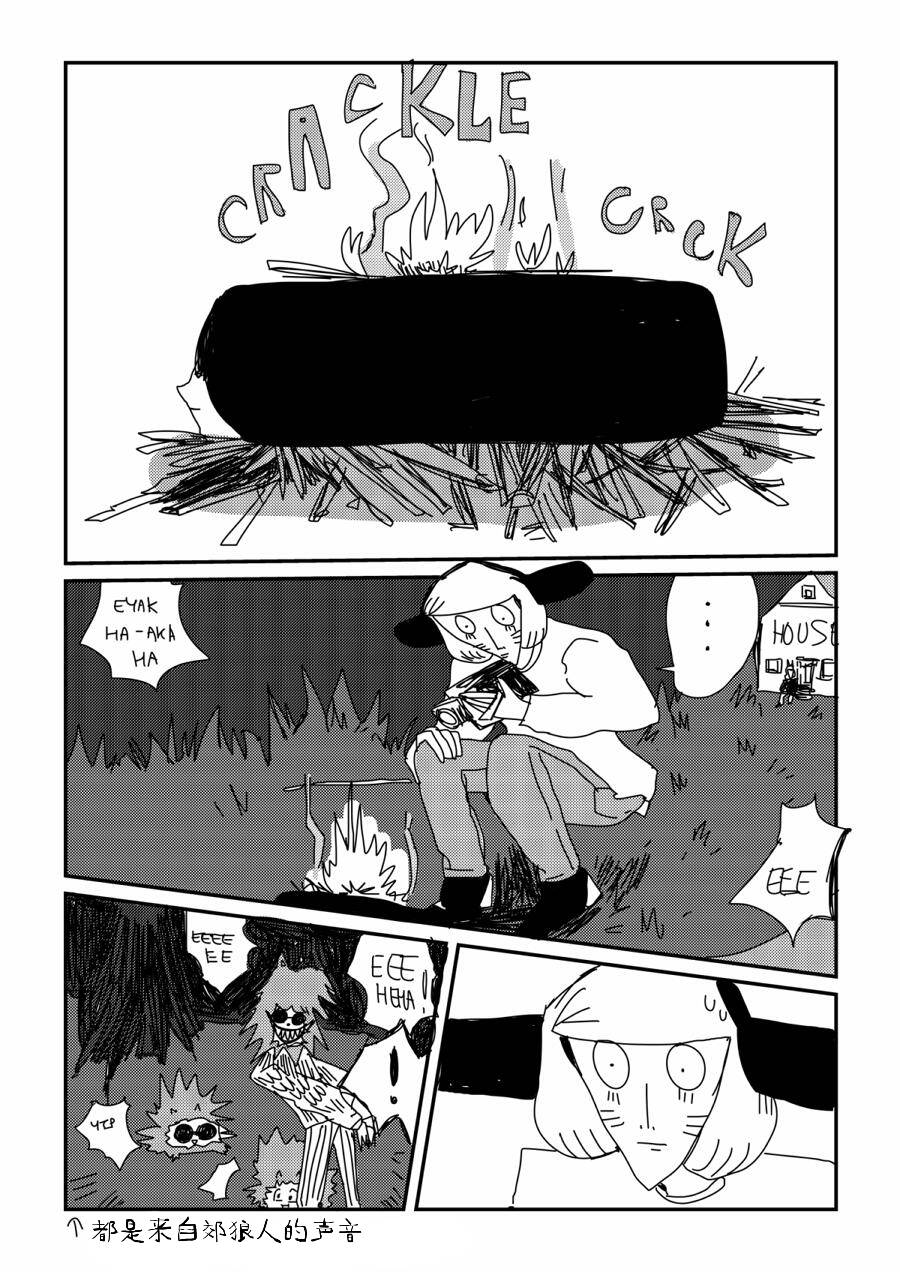 CRACKLE
CRCK
EYAK
HA-AKA
HA
...
HOUSE
EEE
EEEE
EE
EEE
HEHA!
!
YIP
↑都是来自郊狼人的声音